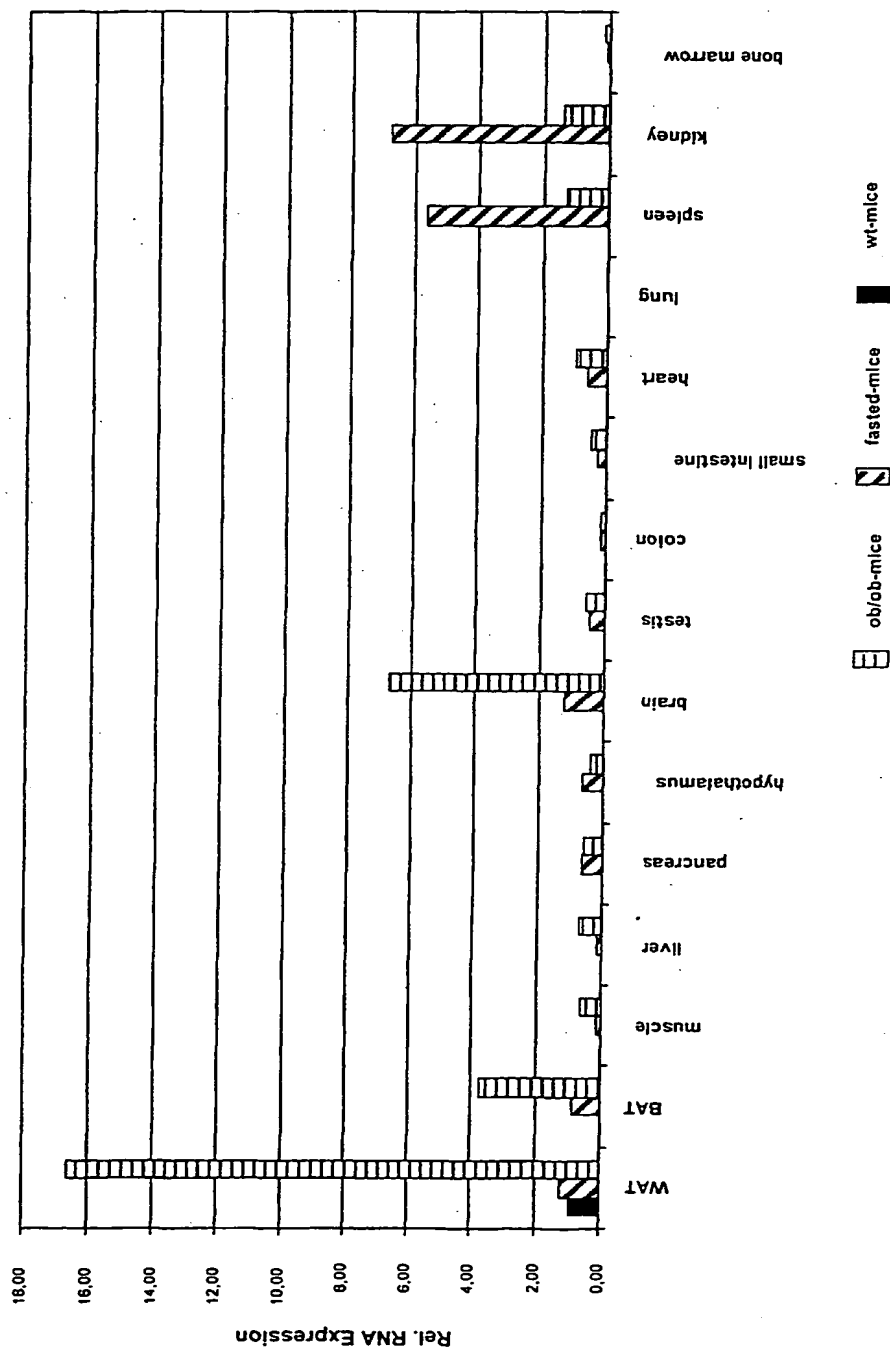 Rel. RNA Expression
18,00
16,00
14,00
12,00
10,00
8,00
6,00
4,00
2,00
0,00
WAT
BAT
muscle
liver
pancreas
hypothalamus
brain
testis
colon
small Intestine
heart
lung
spleen
kidney
bone marrow
ob/ob-mice
fasted-mice
wt-mice